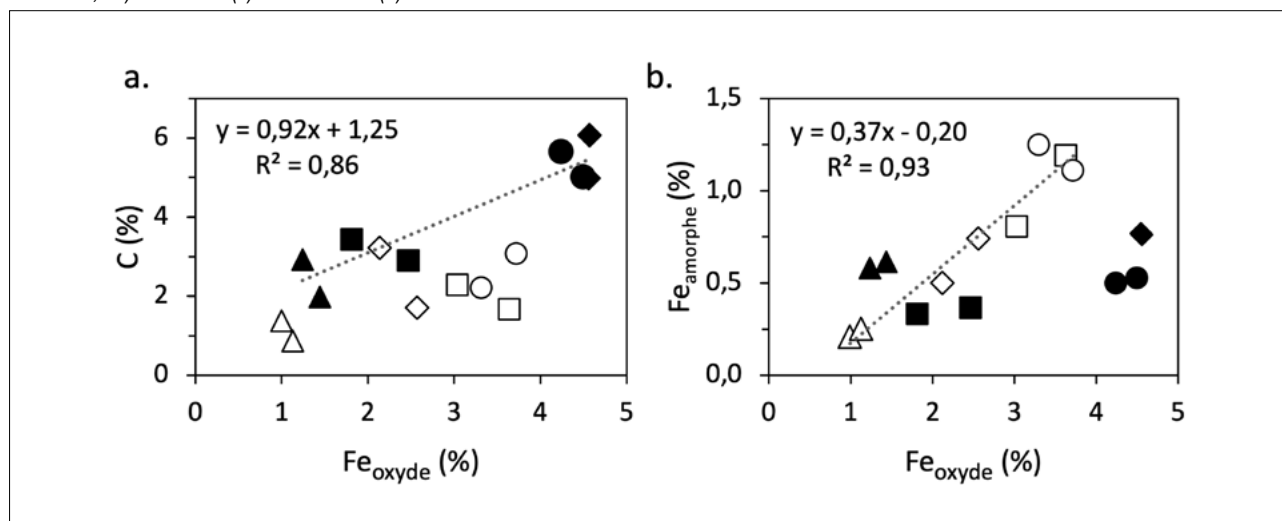 a.
y = 0,92x + 1,25
R² = 0,86
C (%)
6
4
2
0
0 1 2 3 4 5
Fe_oxyde (%)
b.
y = 0,37x - 0,20
R² = 0,93
Fe_amorphe (%)
1,5
1,0
0,5
0,0
0 1 2 3 4 5
Fe_oxyde (%)